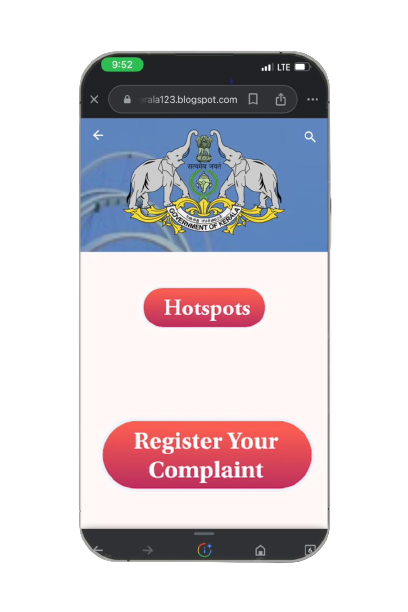 9:52
LTE
rala123.blogspot.com
सत्यमेव जयते
GOVERNMENT OF KERALA
Hotspots
Register Your
Complaint